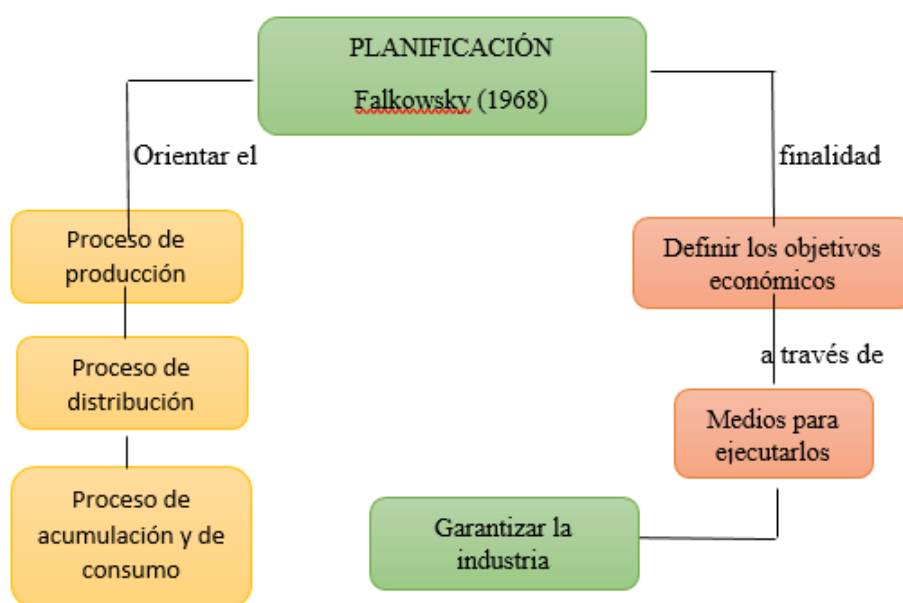 PLANIFICACIÓN
Falkowsky (1968)
Orientar el
finalidad
Proceso de
producción
Definir los objetivos
económicos
Proceso de
distribución
a través de
Medios para
ejecutarlos
Proceso de
acumulación y de
consumo
Garantizar la
industria